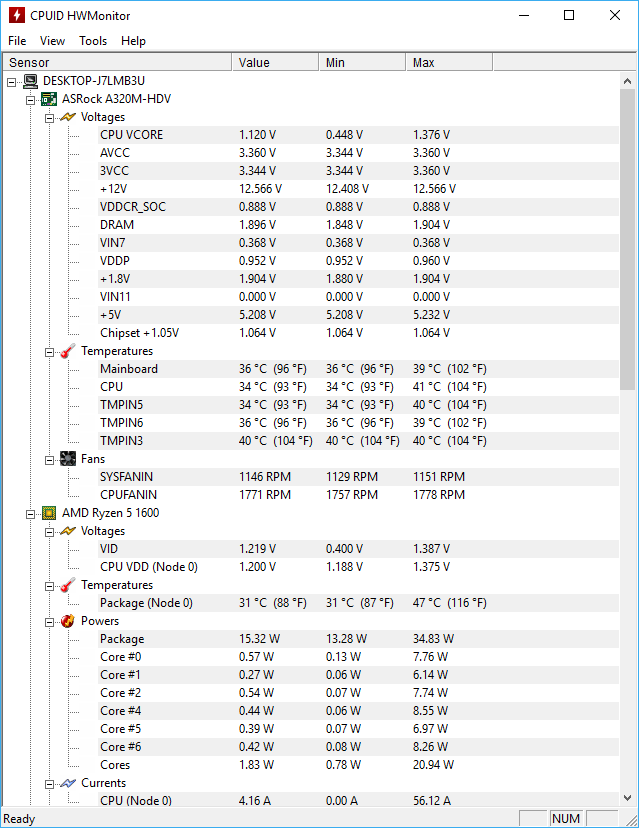 CPUID HWMonitor
File View Tools Help
Sensor Value Min Max
DESKTOP-J7LMB3U
ASRock A320M-HDV
Voltages
CPU VCORE 1.120 V 0.448 V 1.376 V
AVCC 3.360 V 3.344 V 3.360 V
3VCC 3.344 V 3.344 V 3.360 V
+12V 12.566 V 12.408 V 12.566 V
VDDCR_SOC 0.888 V 0.888 V 0.888 V
DRAM 1.896 V 1.848 V 1.904 V
VIN7 0.368 V 0.368 V 0.368 V
VDDP 0.952 V 0.952 V 0.960 V
+1.8V 1.904 V 1.880 V 1.904 V
VIN11 0.000 V 0.000 V 0.000 V
+5V 5.208 V 5.208 V 5.232 V
Chipset +1.05V 1.064 V 1.064 V 1.064 V
Temperatures
Mainboard 36 °C (96 °F) 36 °C (96 °F) 39 °C (102 °F)
CPU 34 °C (93 °F) 34 °C (93 °F) 41 °C (104 °F)
TMPIN5 34 °C (93 °F) 34 °C (93 °F) 40 °C (104 °F)
TMPIN6 36 °C (96 °F) 36 °C (96 °F) 39 °C (102 °F)
TMPIN3 40 °C (104 °F) 40 °C (104 °F) 40 °C (104 °F)
Fans
SYSFANIN 1146 RPM 1129 RPM 1151 RPM
CPUFANIN 1771 RPM 1757 RPM 1778 RPM
AMD Ryzen 5 1600
Voltages
VID 1.219 V 0.400 V 1.387 V
CPU VDD (Node 0) 1.200 V 1.188 V 1.375 V
Temperatures
Package (Node 0) 31 °C (88 °F) 31 °C (87 °F) 47 °C (116 °F)
Powers
Package 15.32 W 13.28 W 34.83 W
Core #0 0.57 W 0.13 W 7.76 W
Core #1 0.27 W 0.06 W 6.14 W
Core #2 0.54 W 0.07 W 7.74 W
Core #4 0.44 W 0.06 W 8.55 W
Core #5 0.39 W 0.07 W 6.97 W
Core #6 0.42 W 0.08 W 8.26 W
Cores 1.83 W 0.78 W 20.94 W
Currents
CPU (Node 0) 4.16 A 0.00 A 56.12 A
Ready NUM